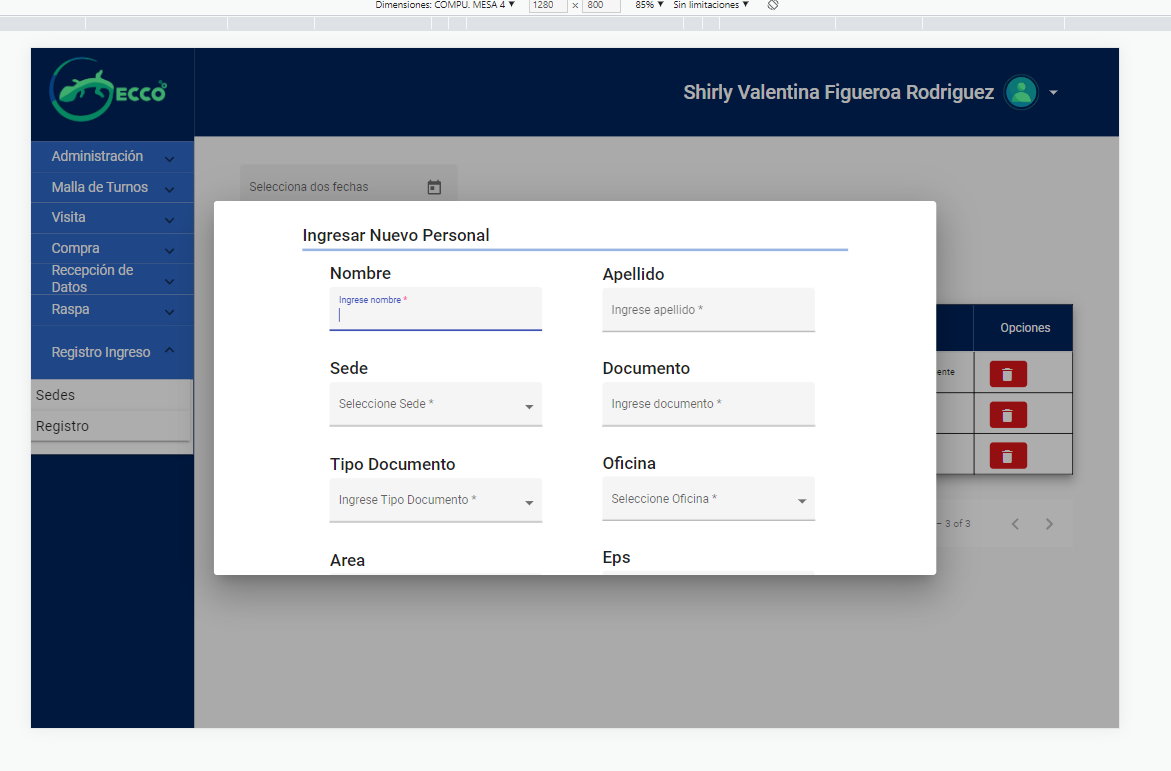 Dimensiones: COMPU. MESA 4 ▼ 1280 × 800 85% ▼ Sin limitaciones ▼
ECCO
Shirly Valentina Figueroa Rodriguez
Administración
Malla de Turnos
Visita
Compra
Recepción de
Datos
Raspa
Registro Ingreso
Sedes
Registro
Selecciona dos fechas
Ingresar Nuevo Personal
Nombre
Ingrese nombre *
Apellido
Ingrese apellido *
Sede
Seleccione Sede *
Documento
Ingrese documento *
Tipo Documento
Ingrese Tipo Documento *
Oficina
Seleccione Oficina *
Area
Eps
Opciones
ente
– 3 of 3